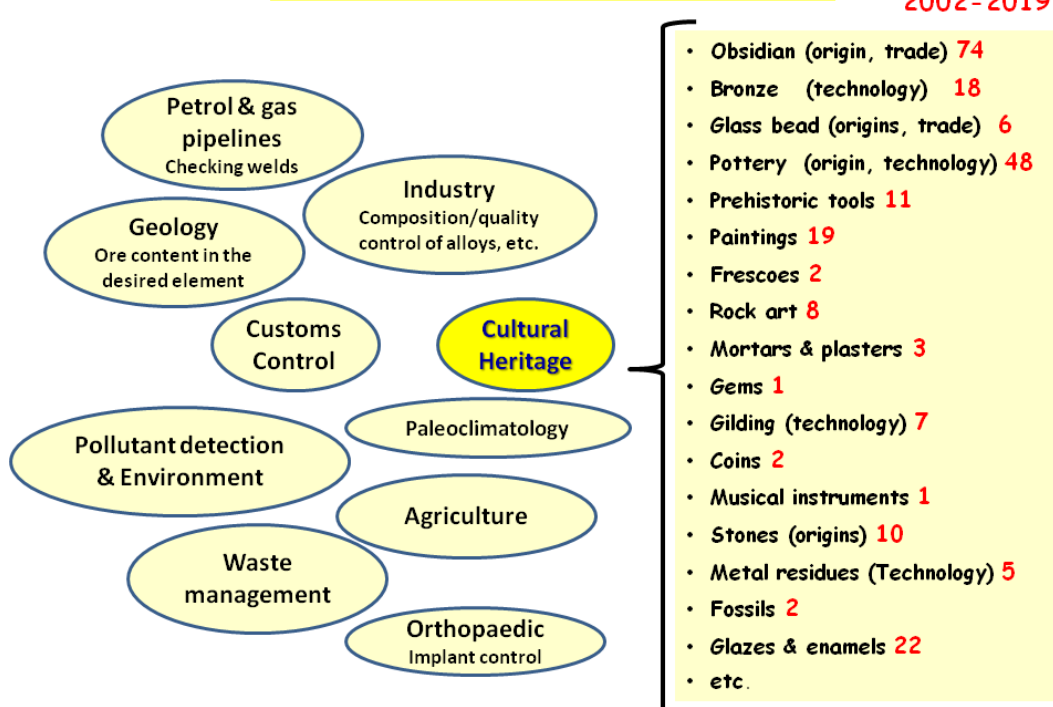 2002-2019
Petrol & gas
pipelines
Checking welds
Industry
Composition/quality
control of alloys, etc.
Geology
Ore content in the
desired element
Customs
Control
Cultural
Heritage
Paleoclimatology
Pollutant detection
& Environment
Agriculture
Waste
management
Orthopaedic
Implant control
• Obsidian (origin, trade) 74
• Bronze (technology) 18
• Glass bead (origins, trade) 6
• Pottery (origin, technology) 48
• Prehistoric tools 11
• Paintings 19
• Frescoes 2
• Rock art 8
• Mortars & plasters 3
• Gems 1
• Gilding (technology) 7
• Coins 2
• Musical instruments 1
• Stones (origins) 10
• Metal residues (Technology) 5
• Fossils 2
• Glazes & enamels 22
• etc.